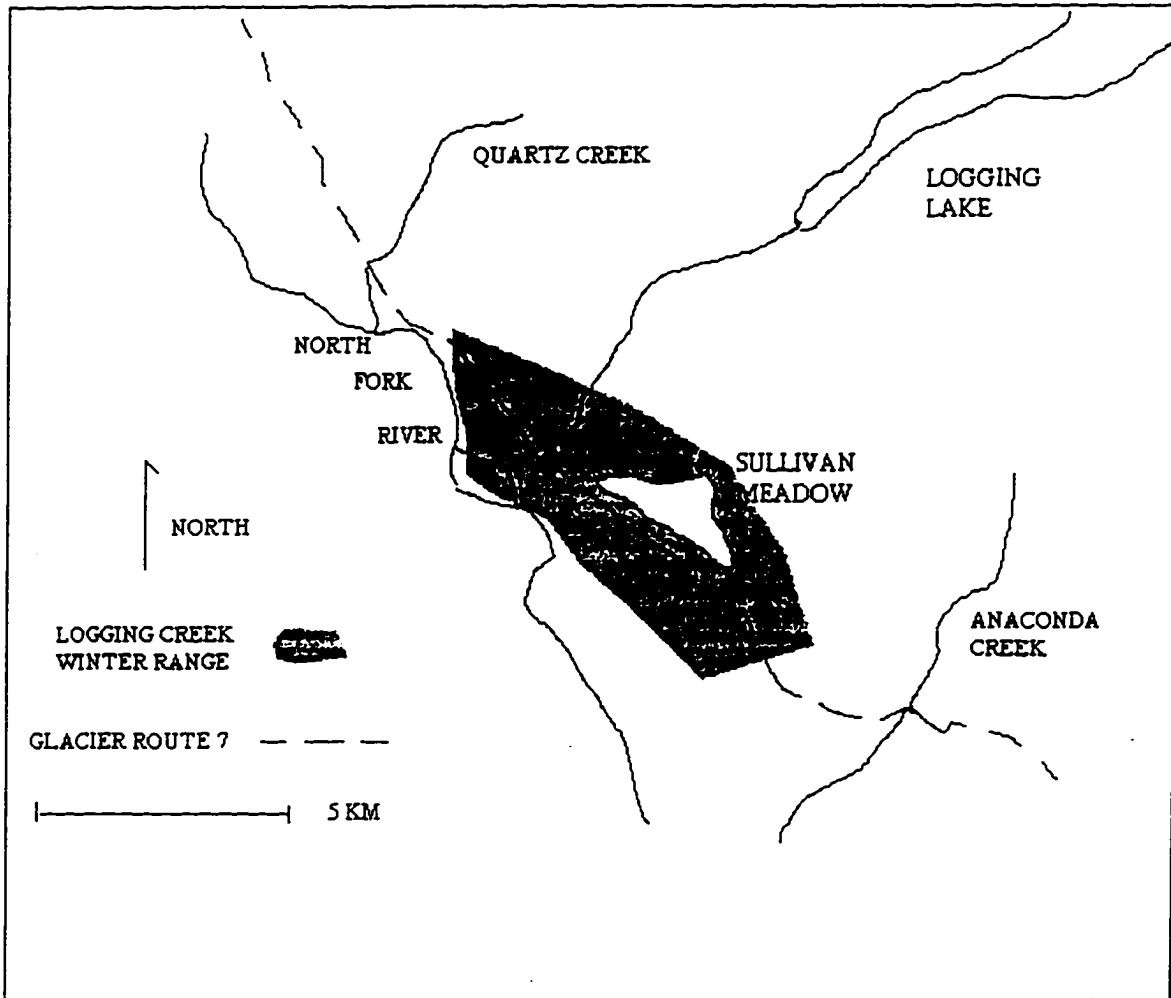 QUARTZ CREEK
LOGGING
LAKE
NORTH
FORK
RIVER
SULLIVAN
MEADOW
NORTH
LOGGING CREEK
WINTER RANGE
ANACONDA
CREEK
GLACIER ROUTE 7
5 KM